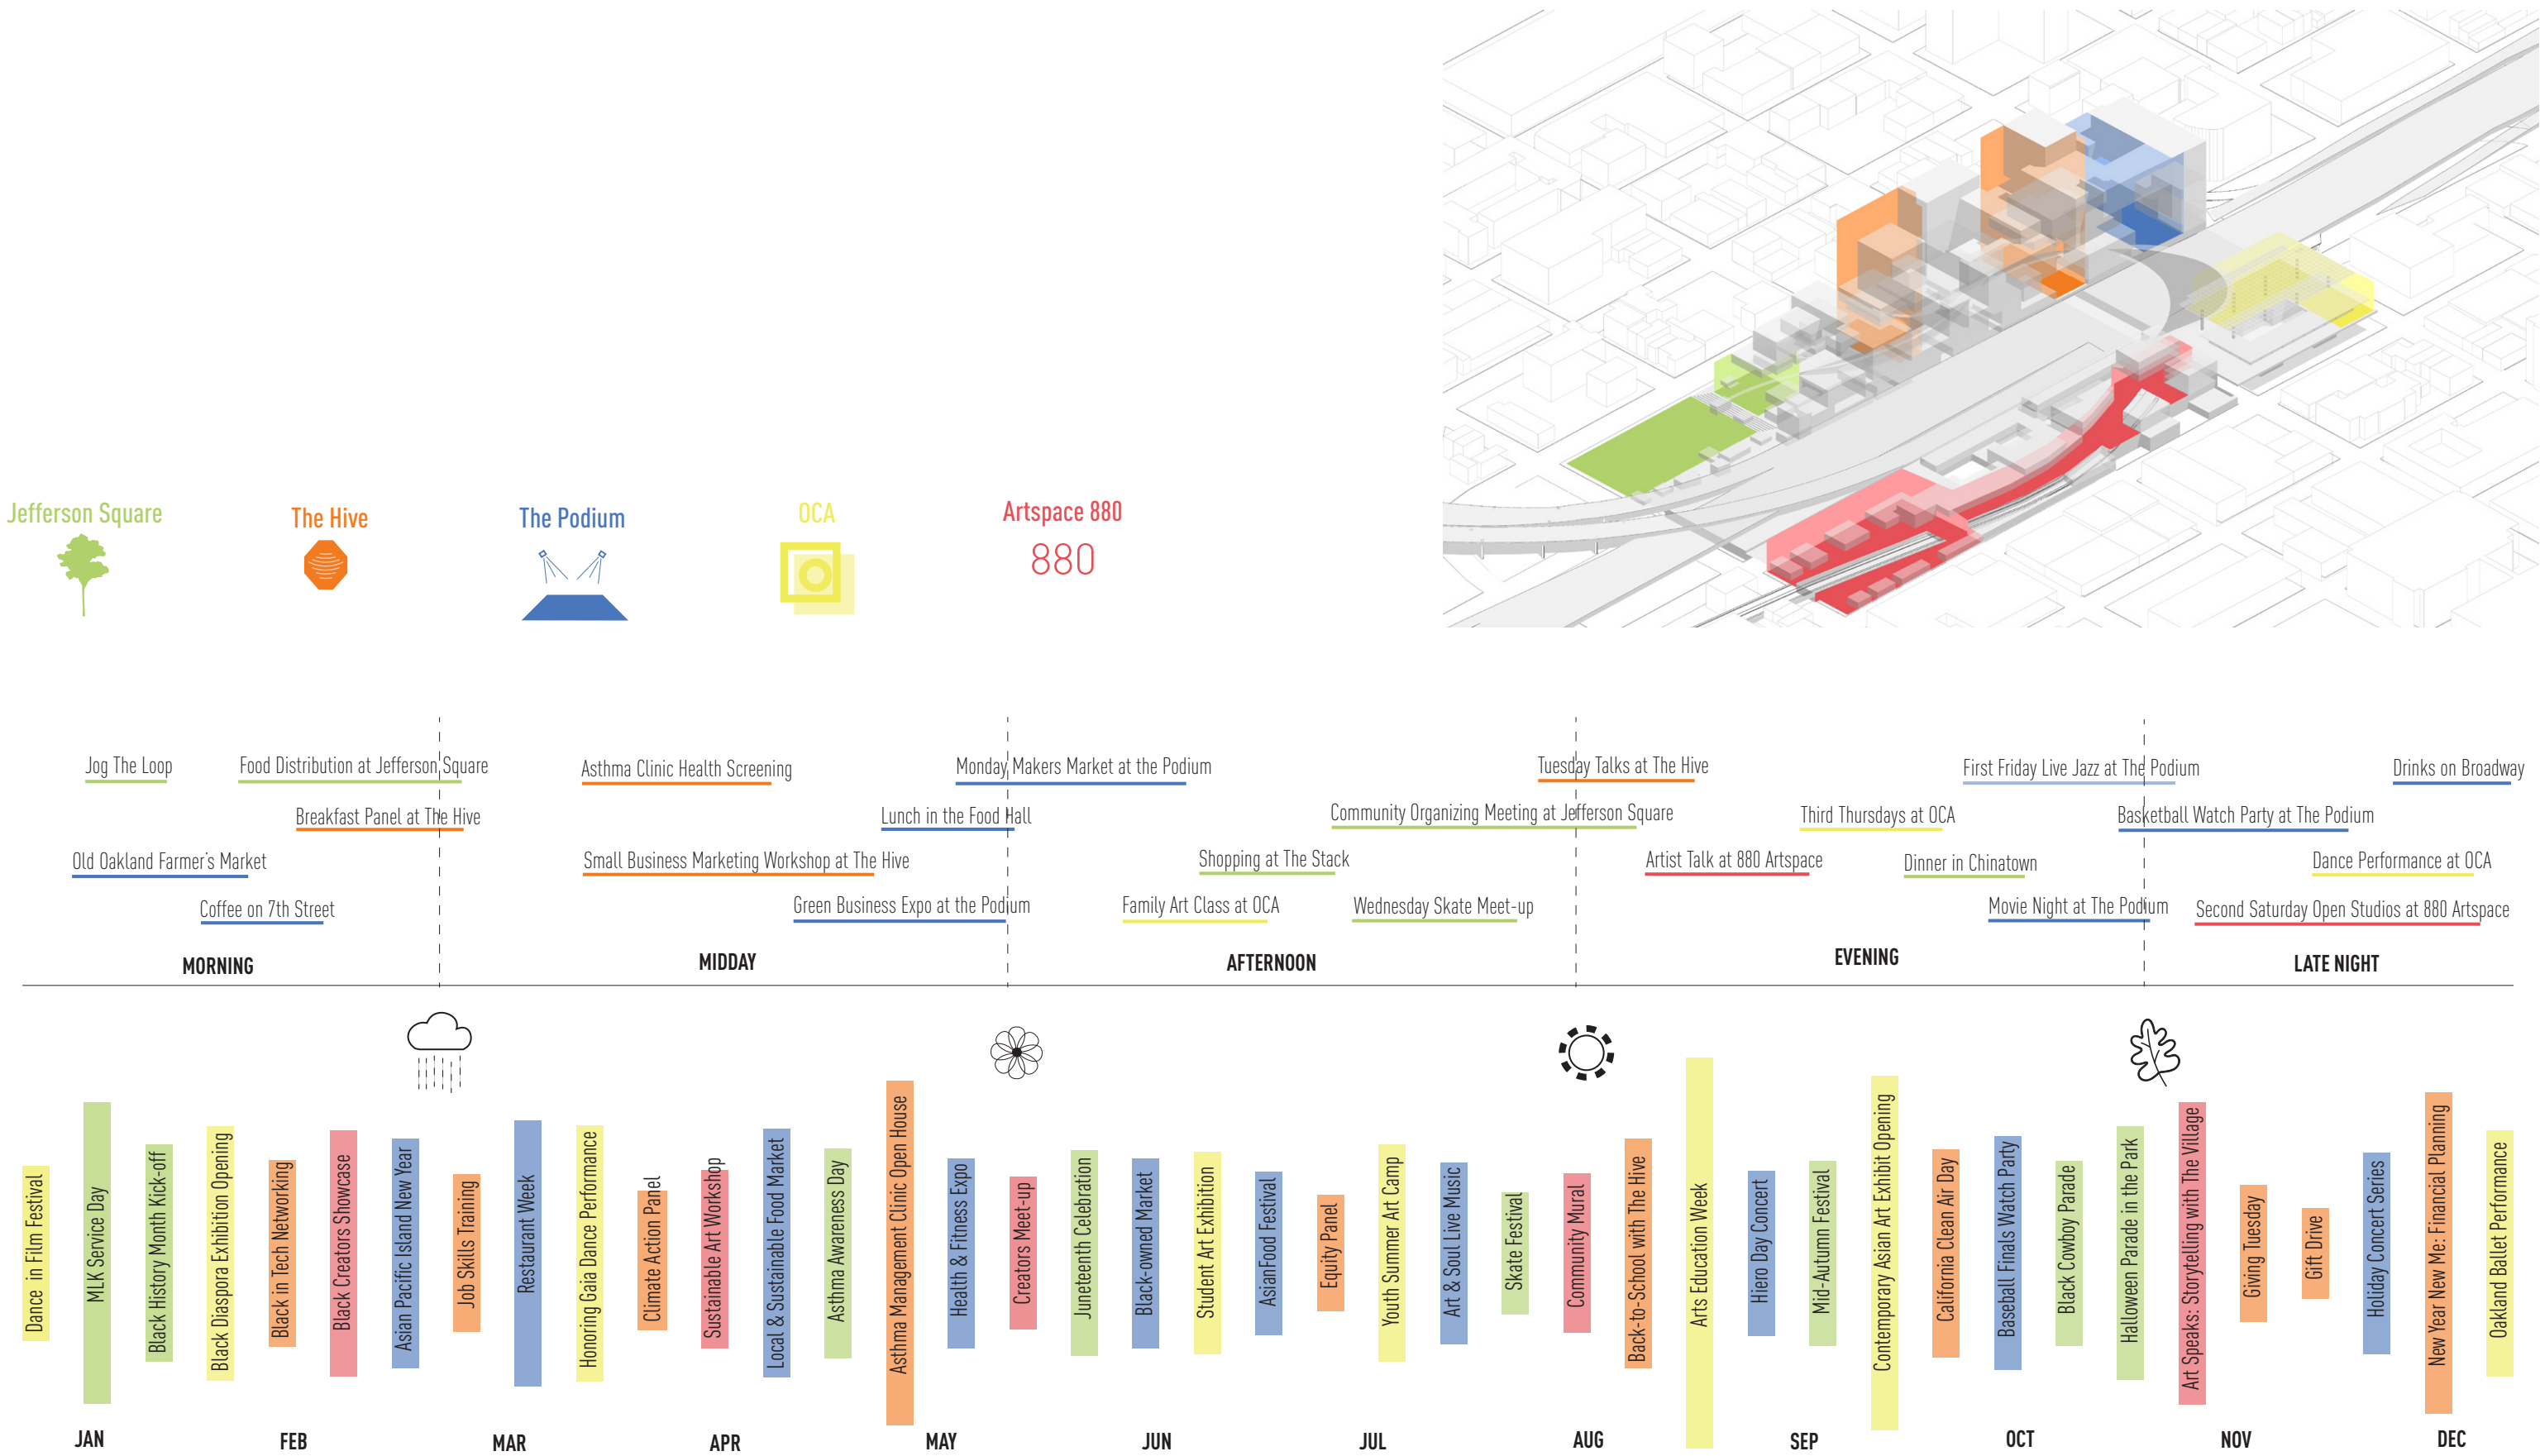 Jefferson Square
The Hive
The Podium
OCA
Artspace 880
880
Jog The Loop
Food Distribution at Jefferson Square
Asthma Clinic Health Screening
Monday Makers Market at the Podium
Tuesday Talks at The Hive
First Friday Live Jazz at The Podium
Drinks on Broadway
Breakfast Panel at The Hive
Lunch in the Food Hall
Community Organizing Meeting at Jefferson Square
Third Thursdays at OCA
Basketball Watch Party at The Podium
Old Oakland Farmer's Market
Small Business Marketing Workshop at The Hive
Shopping at The Stack
Artist Talk at 880 Artspace
Dinner in Chinatown
Dance Performance at OCA
Coffee on 7th Street
Green Business Expo at the Podium
Family Art Class at OCA
Wednesday Skate Meet-up
Movie Night at The Podium
Second Saturday Open Studios at 880 Artspace
MORNING
MIDDAY
AFTERNOON
EVENING
LATE NIGHT
Dance in Film Festival
MLK Service Day
Black History Month Kick-off
Black Diaspora Exhibition Opening
Black in Tech Networking
Black Creators Showcase
Asian Pacific Island New Year
Job Skills Training
Restaurant Week
Honoring Gaia Dance Performance
Climate Action Panel
Sustainable Art Workshop
Local & Sustainable Food Market
Asthma Awareness Day
Asthma Management Clinic Open House
Health & Fitness Expo
Creators Meet-up
Juneteenth Celebration
Black-owned Market
Student Art Exhibition
AsianFood Festival
Equity Panel
Youth Summer Art Camp
Art & Soul Live Music
Skate Festival
Community Mural
Back-to-School with The Hive
Arts Education Week
Hiero Day Concert
Mid-Autumn Festival
Contemporary Asian Art Exhibit Opening
California Clean Air Day
Baseball Finals Watch Party
Black Cowboy Parade
Halloween Parade in the Park
Art Speaks: Storytelling with The Village
Giving Tuesday
Gift Drive
Holiday Concert Series
New Year New Me: Financial Planning
Oakland Ballet Performance
JAN
FEB
MAR
APR
MAY
JUN
JUL
AUG
SEP
OCT
NOV
DEC